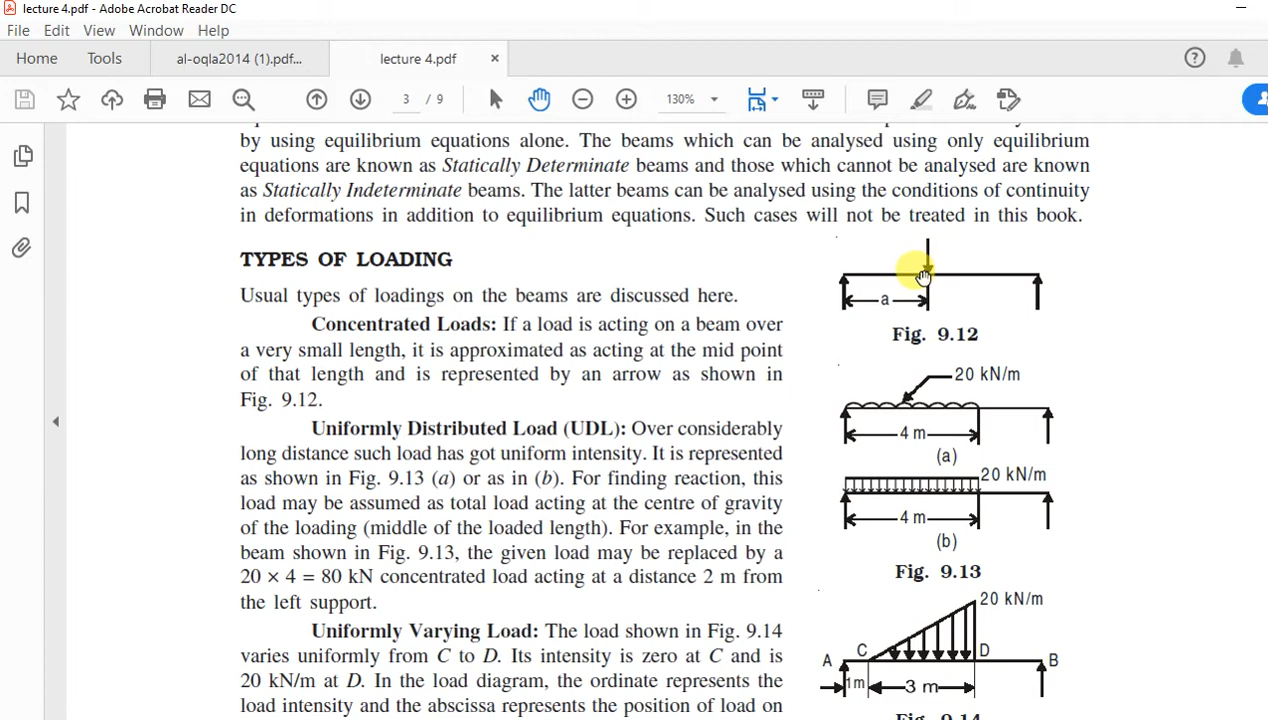 lecture 4.pdf - Adobe Acrobat Reader DC
File Edit View Window Help
Home Tools al-oqla2014 (1).pdf... lecture 4.pdf ×
3 / 9 130%
by using equilibrium equations alone. The beams which can be analysed using only equilibrium
equations are known as Statically Determinate beams and those which cannot be analysed are known
as Statically Indeterminate beams. The latter beams can be analysed using the conditions of continuity
in deformations in addition to equilibrium equations. Such cases will not be treated in this book.
TYPES OF LOADING
Usual types of loadings on the beams are discussed here.
Concentrated Loads: If a load is acting on a beam over
a very small length, it is approximated as acting at the mid point
of that length and is represented by an arrow as shown in
Fig. 9.12.
Uniformly Distributed Load (UDL): Over considerably
long distance such load has got uniform intensity. It is represented
as shown in Fig. 9.13 (a) or as in (b). For finding reaction, this
load may be assumed as total load acting at the centre of gravity
of the loading (middle of the loaded length). For example, in the
beam shown in Fig. 9.13, the given load may be replaced by a
20 × 4 = 80 kN concentrated load acting at a distance 2 m from
the left support.
Uniformly Varying Load: The load shown in Fig. 9.14
varies uniformly from C to D. Its intensity is zero at C and is
20 kN/m at D. In the load diagram, the ordinate represents the
load intensity and the abscissa represents the position of load on
a
Fig. 9.12
20 kN/m
4 m
(a)
20 kN/m
4 m
(b)
Fig. 9.13
20 kN/m
A C D B
1m 3 m
Fig. 9.14